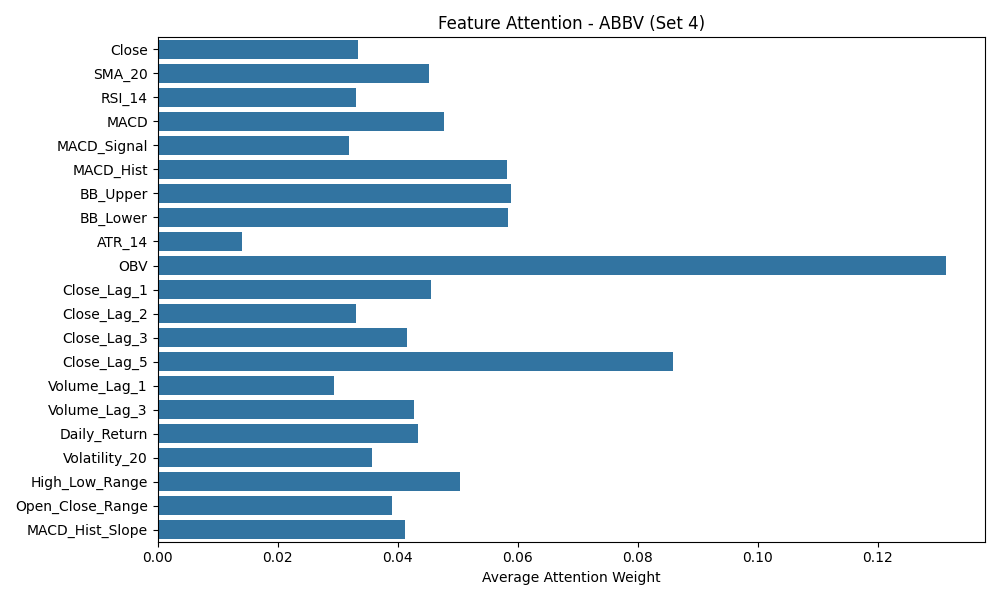 Feature Attention - ABBV (Set 4)
Close
SMA_20
RSI_14
MACD
MACD_Signal
MACD_Hist
BB_Upper
BB_Lower
ATR_14
OBV
Close_Lag_1
Close_Lag_2
Close_Lag_3
Close_Lag_5
Volume_Lag_1
Volume_Lag_3
Daily_Return
Volatility_20
High_Low_Range
Open_Close_Range
MACD_Hist_Slope
0.00 0.02 0.04 0.06 0.08 0.10 0.12
Average Attention Weight